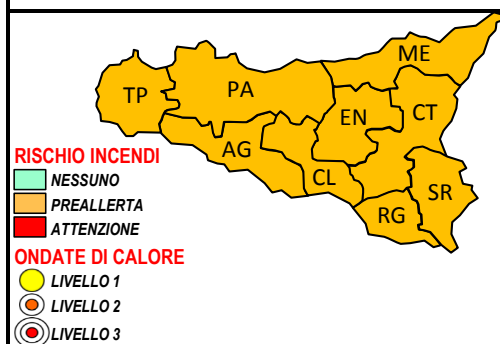 ME
PA
TP
EN
CT
AG
CL
SR
RG
RISCHIO INCENDI
NESSUNO
PREALLERTA
ATTENZIONE
ONDATE DI CALORE
LIVELLO 1
LIVELLO 2
LIVELLO 3